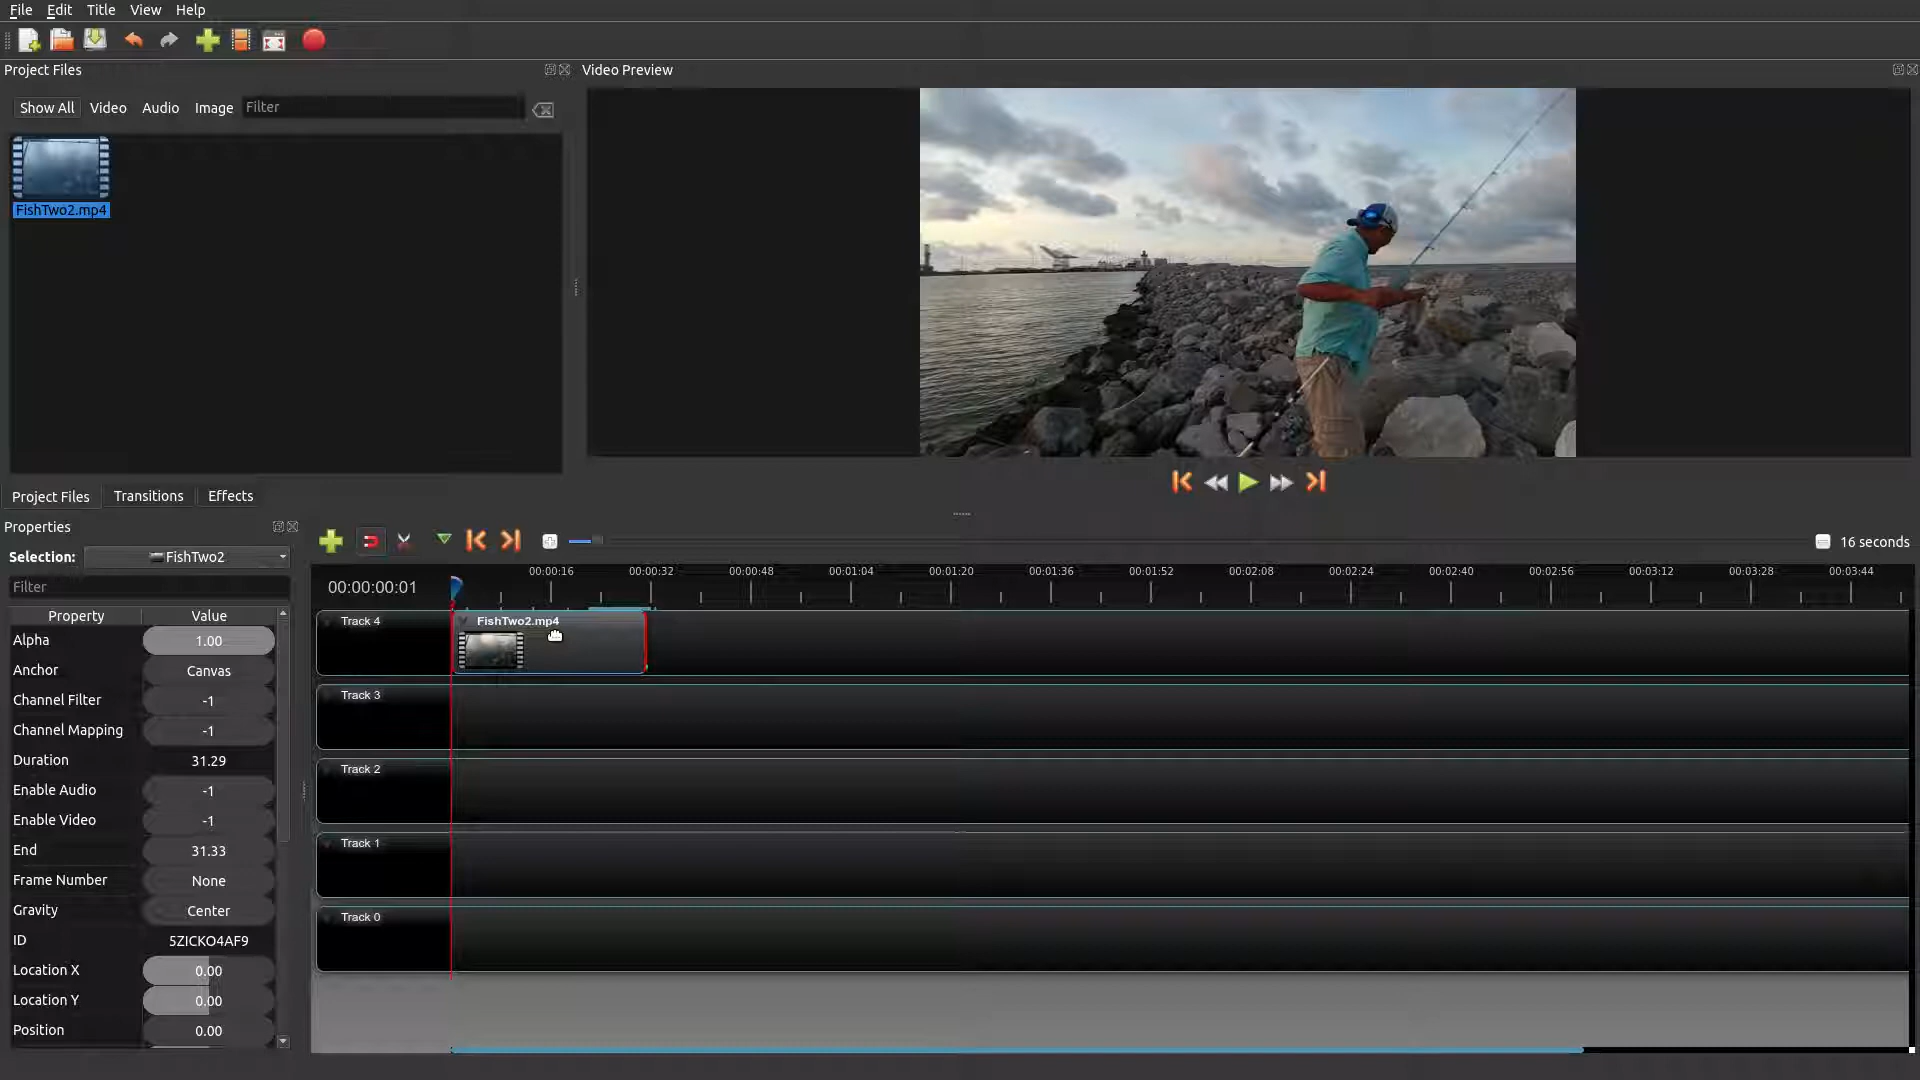 File Edit Title View Help
Project Files
Video Preview
Show All Video Audio Image Filter
FishTwo2.mp4
Project Files Transitions Effects
Properties
Selection: FishTwo2
Filter
Property Value
Alpha 1.00
Anchor Canvas
Channel Filter -1
Channel Mapping -1
Duration 31.29
Enable Audio -1
Enable Video -1
End 31.33
Frame Number None
Gravity Center
ID 5ZICKO4AF9
Location X 0.00
Location Y 0.00
Position 0.00
16 seconds
00:00:00:01
00:00:16 00:00:32 00:00:48 00:01:04 00:01:20 00:01:36 00:01:52 00:02:08 00:02:24 00:02:40 00:02:56 00:03:12 00:03:28 00:03:44
Track 4
FishTwo2.mp4
Track 3
Track 2
Track 1
Track 0